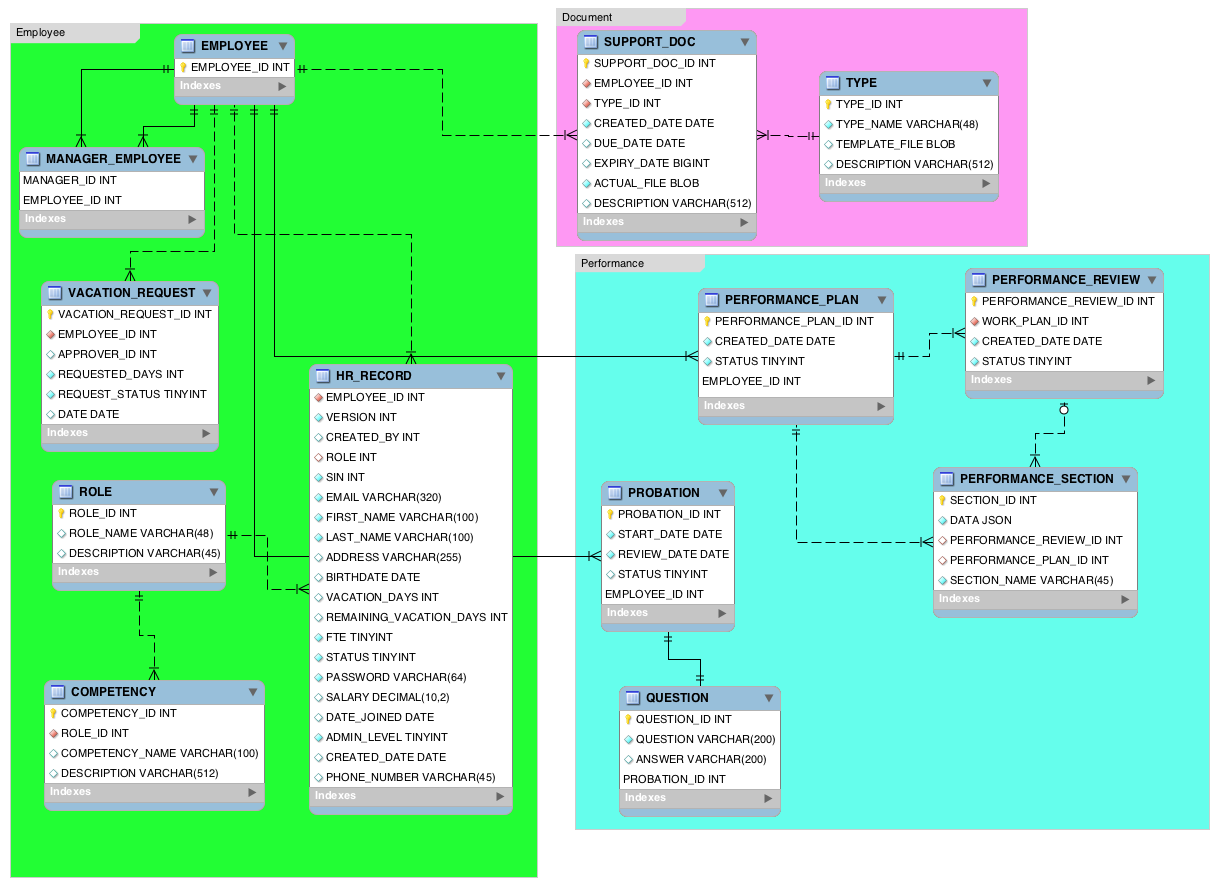 Employee
EMPLOYEE
EMPLOYEE_ID INT
Indexes
MANAGER_EMPLOYEE
MANAGER_ID INT
EMPLOYEE_ID INT
Indexes
VACATION_REQUEST
VACATION_REQUEST_ID INT
EMPLOYEE_ID INT
APPROVER_ID INT
REQUESTED_DAYS INT
REQUEST_STATUS TINYINT
DATE DATE
Indexes
HR_RECORD
EMPLOYEE_ID INT
VERSION INT
CREATED_BY INT
ROLE INT
SIN INT
EMAIL VARCHAR(320)
FIRST_NAME VARCHAR(100)
LAST_NAME VARCHAR(100)
ADDRESS VARCHAR(255)
BIRTHDATE DATE
VACATION_DAYS INT
REMAINING_VACATION_DAYS INT
FTE TINYINT
STATUS TINYINT
PASSWORD VARCHAR(64)
SALARY DECIMAL(10,2)
DATE_JOINED DATE
ADMIN_LEVEL TINYINT
CREATED_DATE DATE
PHONE_NUMBER VARCHAR(45)
Indexes
ROLE
ROLE_ID INT
ROLE_NAME VARCHAR(48)
DESCRIPTION VARCHAR(45)
Indexes
COMPETENCY
COMPETENCY_ID INT
ROLE_ID INT
COMPETENCY_NAME VARCHAR(100)
DESCRIPTION VARCHAR(512)
Indexes
Document
SUPPORT_DOC
SUPPORT_DOC_ID INT
EMPLOYEE_ID INT
TYPE_ID INT
CREATED_DATE DATE
DUE_DATE DATE
EXPIRY_DATE BIGINT
ACTUAL_FILE BLOB
DESCRIPTION VARCHAR(512)
Indexes
TYPE
TYPE_ID INT
TYPE_NAME VARCHAR(48)
TEMPLATE_FILE BLOB
DESCRIPTION VARCHAR(512)
Indexes
Performance
PERFORMANCE_PLAN
PERFORMANCE_PLAN_ID INT
CREATED_DATE DATE
STATUS TINYINT
EMPLOYEE_ID INT
Indexes
PERFORMANCE_REVIEW
PERFORMANCE_REVIEW_ID INT
WORK_PLAN_ID INT
CREATED_DATE DATE
STATUS TINYINT
Indexes
PROBATION
PROBATION_ID INT
START_DATE DATE
REVIEW_DATE DATE
STATUS TINYINT
EMPLOYEE_ID INT
Indexes
PERFORMANCE_SECTION
SECTION_ID INT
DATA JSON
PERFORMANCE_REVIEW_ID INT
PERFORMANCE_PLAN_ID INT
SECTION_NAME VARCHAR(45)
Indexes
QUESTION
QUESTION_ID INT
QUESTION VARCHAR(200)
ANSWER VARCHAR(200)
PROBATION_ID INT
Indexes